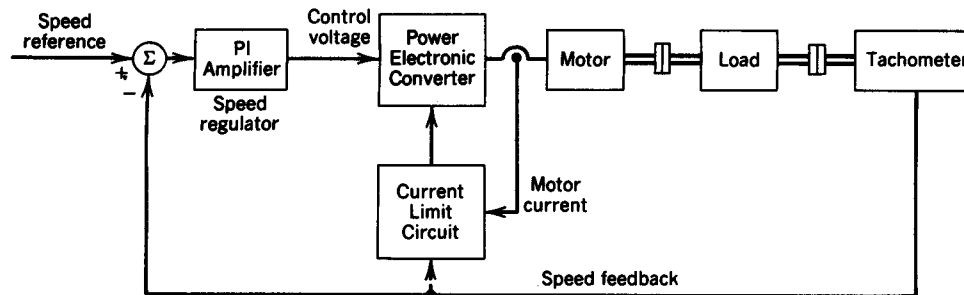 Speed
reference
+
−
Σ
PI
Amplifier
Speed
regulator
Control
voltage
Power
Electronic
Converter
Motor
Load
Tachometer
Current
Limit
Circuit
Motor
current
Speed feedback